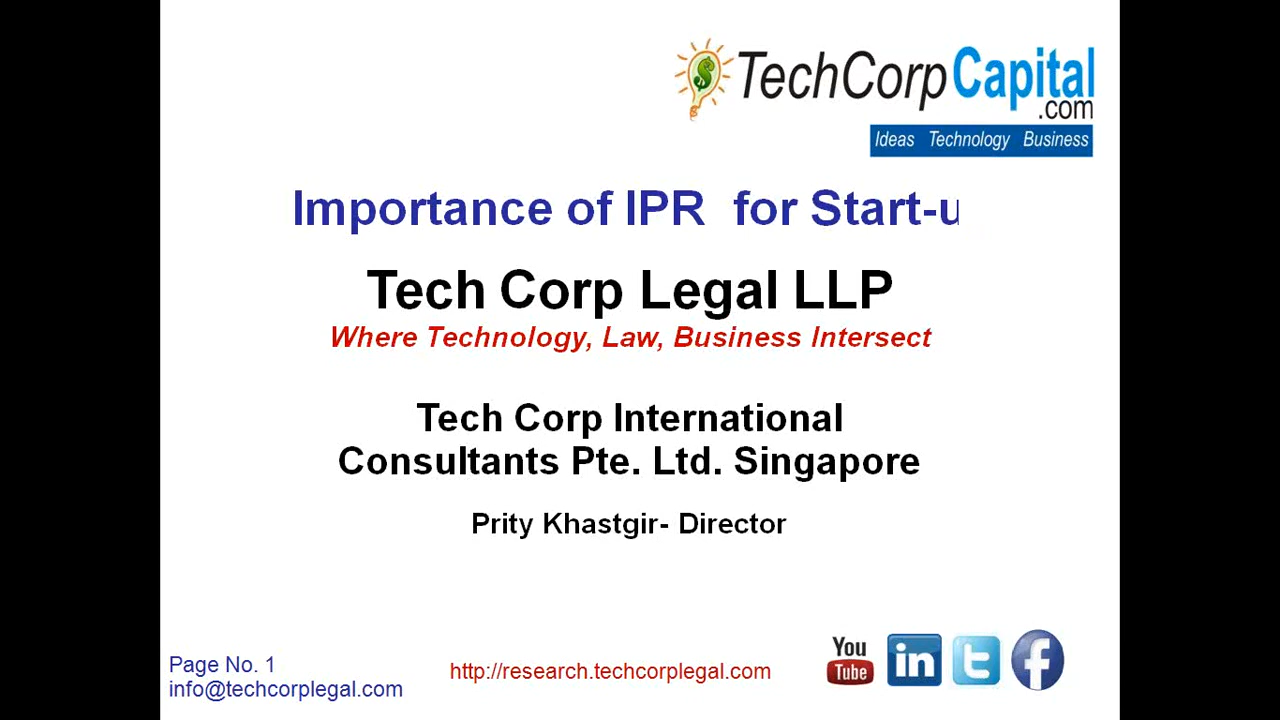 TechCorpCapital
.com
Ideas Technology Business
Importance of IPR for Start-u
Tech Corp Legal LLP
Where Technology, Law, Business Intersect
Tech Corp International
Consultants Pte. Ltd. Singapore
Prity Khastgir- Director
Page No. 1
info@techcorplegal.com
http://research.techcorplegal.com
You
Tube
in
t
f